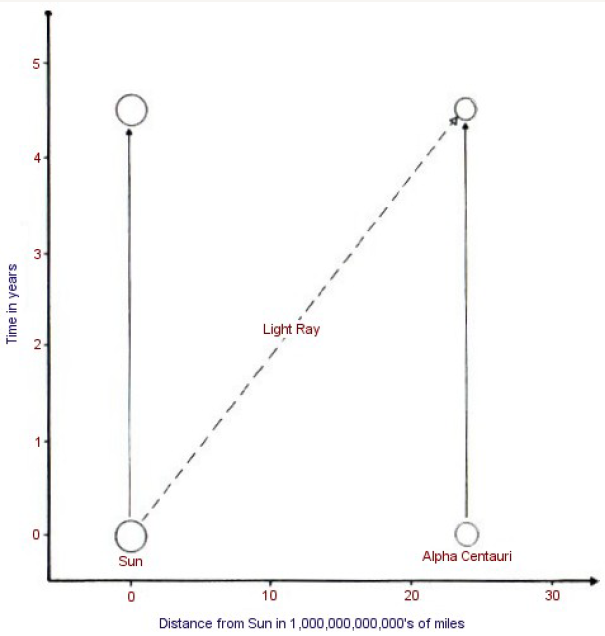 5
4
3
2
1
0
Time in years
Light Ray
Sun
Alpha Centauri
0
10
20
30
Distance from Sun in 1,000,000,000,000's of miles